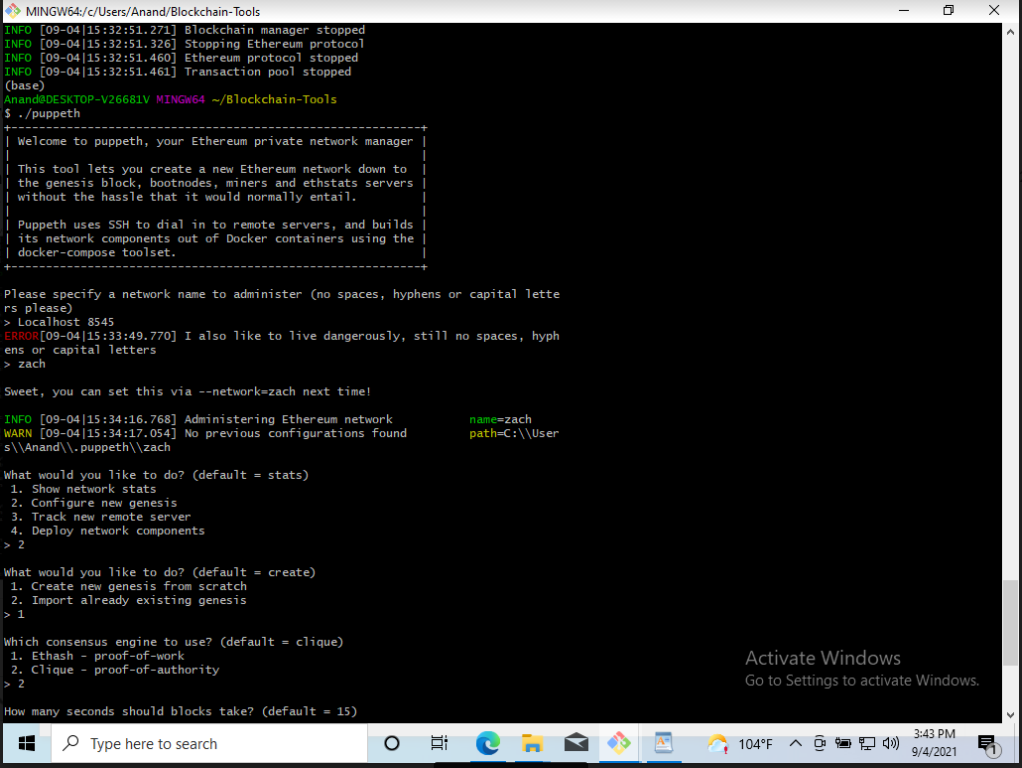 MINGW64:/c/Users/Anand/Blockchain-Tools
INFO [09-04|15:32:51.271] Blockchain manager stopped
INFO [09-04|15:32:51.326] Stopping Ethereum protocol
INFO [09-04|15:32:51.460] Ethereum protocol stopped
INFO [09-04|15:32:51.461] Transaction pool stopped
(base)
Anand@DESKTOP-V26681V MINGW64 ~/Blockchain-Tools
$ ./puppeth
+-----------------------------------------------------------+
| Welcome to puppeth, your Ethereum private network manager |
|                                                           |
| This tool lets you create a new Ethereum network down to  |
| the genesis block, bootnodes, miners and ethstats servers |
| without the hassle that it would normally entail.         |
|                                                           |
| Puppeth uses SSH to dial in to remote servers, and builds |
| its network components out of Docker containers using the |
| docker-compose toolset.                                   |
+-----------------------------------------------------------+
Please specify a network name to administer (no spaces, hyphens or capital lette
rs please)
> Localhost 8545
ERROR[09-04|15:33:49.770] I also like to live dangerously, still no spaces, hyph
ens or capital letters
> zach
Sweet, you can set this via --network=zach next time!
INFO [09-04|15:34:16.768] Administering Ethereum network           name=zach
WARN [09-04|15:34:17.054] No previous configurations found         path=C:\\User
s\\Anand\\.puppeth\\zach
What would you like to do? (default = stats)
 1. Show network stats
 2. Configure new genesis
 3. Track new remote server
 4. Deploy network components
> 2
What would you like to do? (default = create)
 1. Create new genesis from scratch
 2. Import already existing genesis
> 1
Which consensus engine to use? (default = clique)
 1. Ethash - proof-of-work
 2. Clique - proof-of-authority
> 2
How many seconds should blocks take? (default = 15)
Activate Windows
Go to Settings to activate Windows.
Type here to search
104°F
3:43 PM
9/4/2021
1